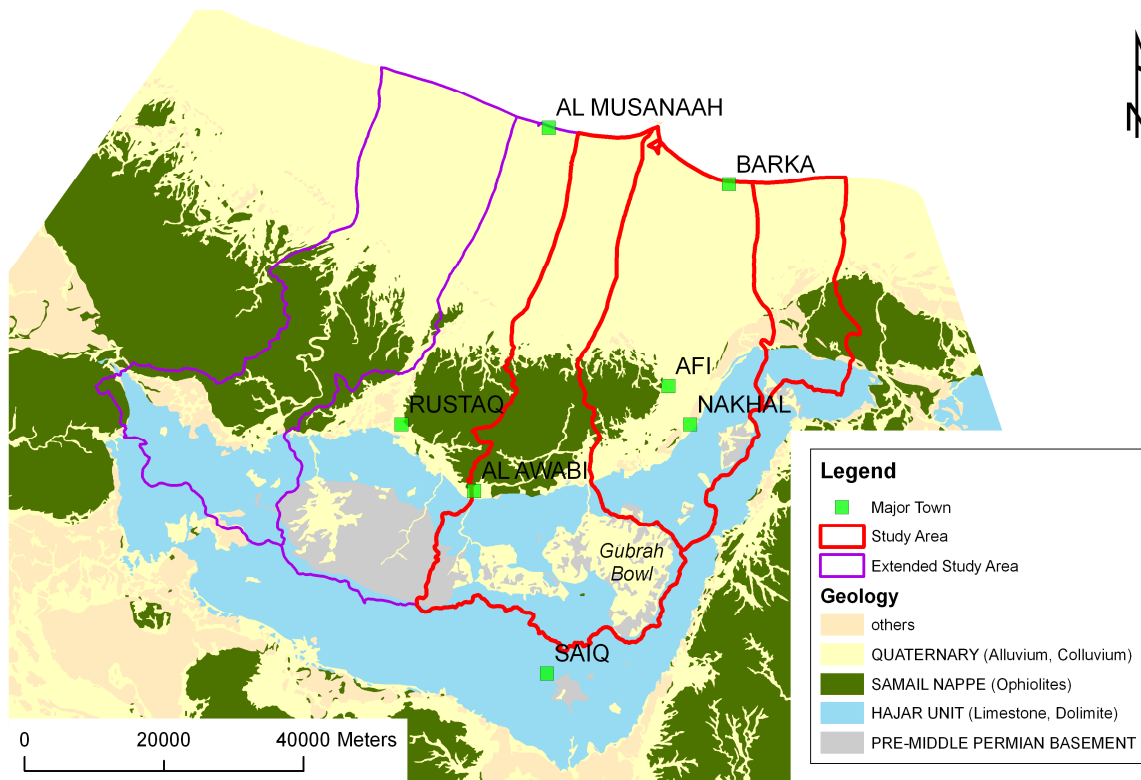 AL MUSANAAH
BARKA
AFI
RUSTAQ
NAKHAL
AL AWABI
Gubrah
Bowl
SAIQ
0 20000 40000 Meters
Legend
Major Town
Study Area
Extended Study Area
Geology
others
QUATERNARY (Alluvium, Colluvium)
SAMAIL NAPPE (Ophiolites)
HAJAR UNIT (Limestone, Dolimite)
PRE-MIDDLE PERMIAN BASEMENT